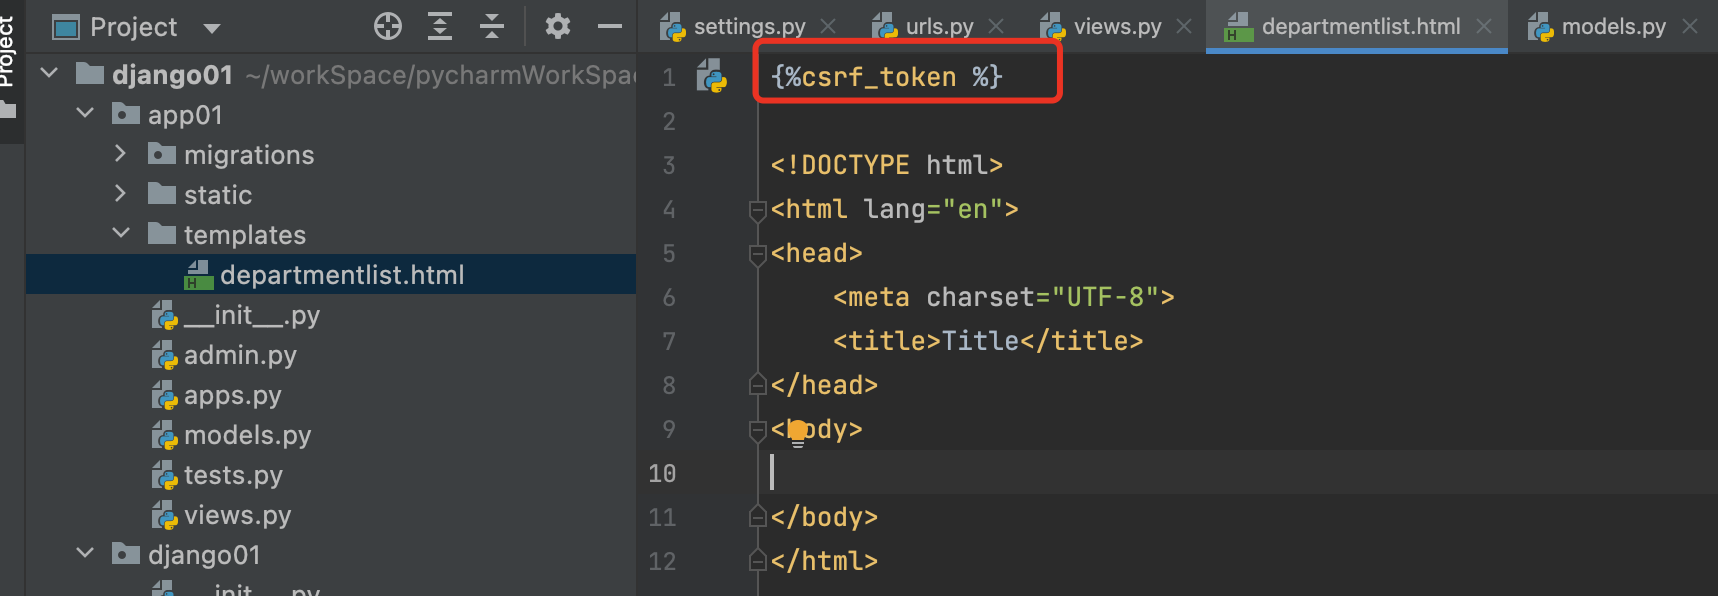 Project
Project
settings.py
urls.py
views.py
departmentlist.html
models.py
django01 ~/workSpace/pycharmWorkSpac
app01
migrations
static
templates
departmentlist.html
__init__.py
admin.py
apps.py
models.py
tests.py
views.py
django01
__init__.py
1 {%csrf_token %}
2
3 <!DOCTYPE html>
4 <html lang="en">
5 <head>
6 <meta charset="UTF-8">
7 <title>Title</title>
8 </head>
9 <body>
10
11 </body>
12 </html>